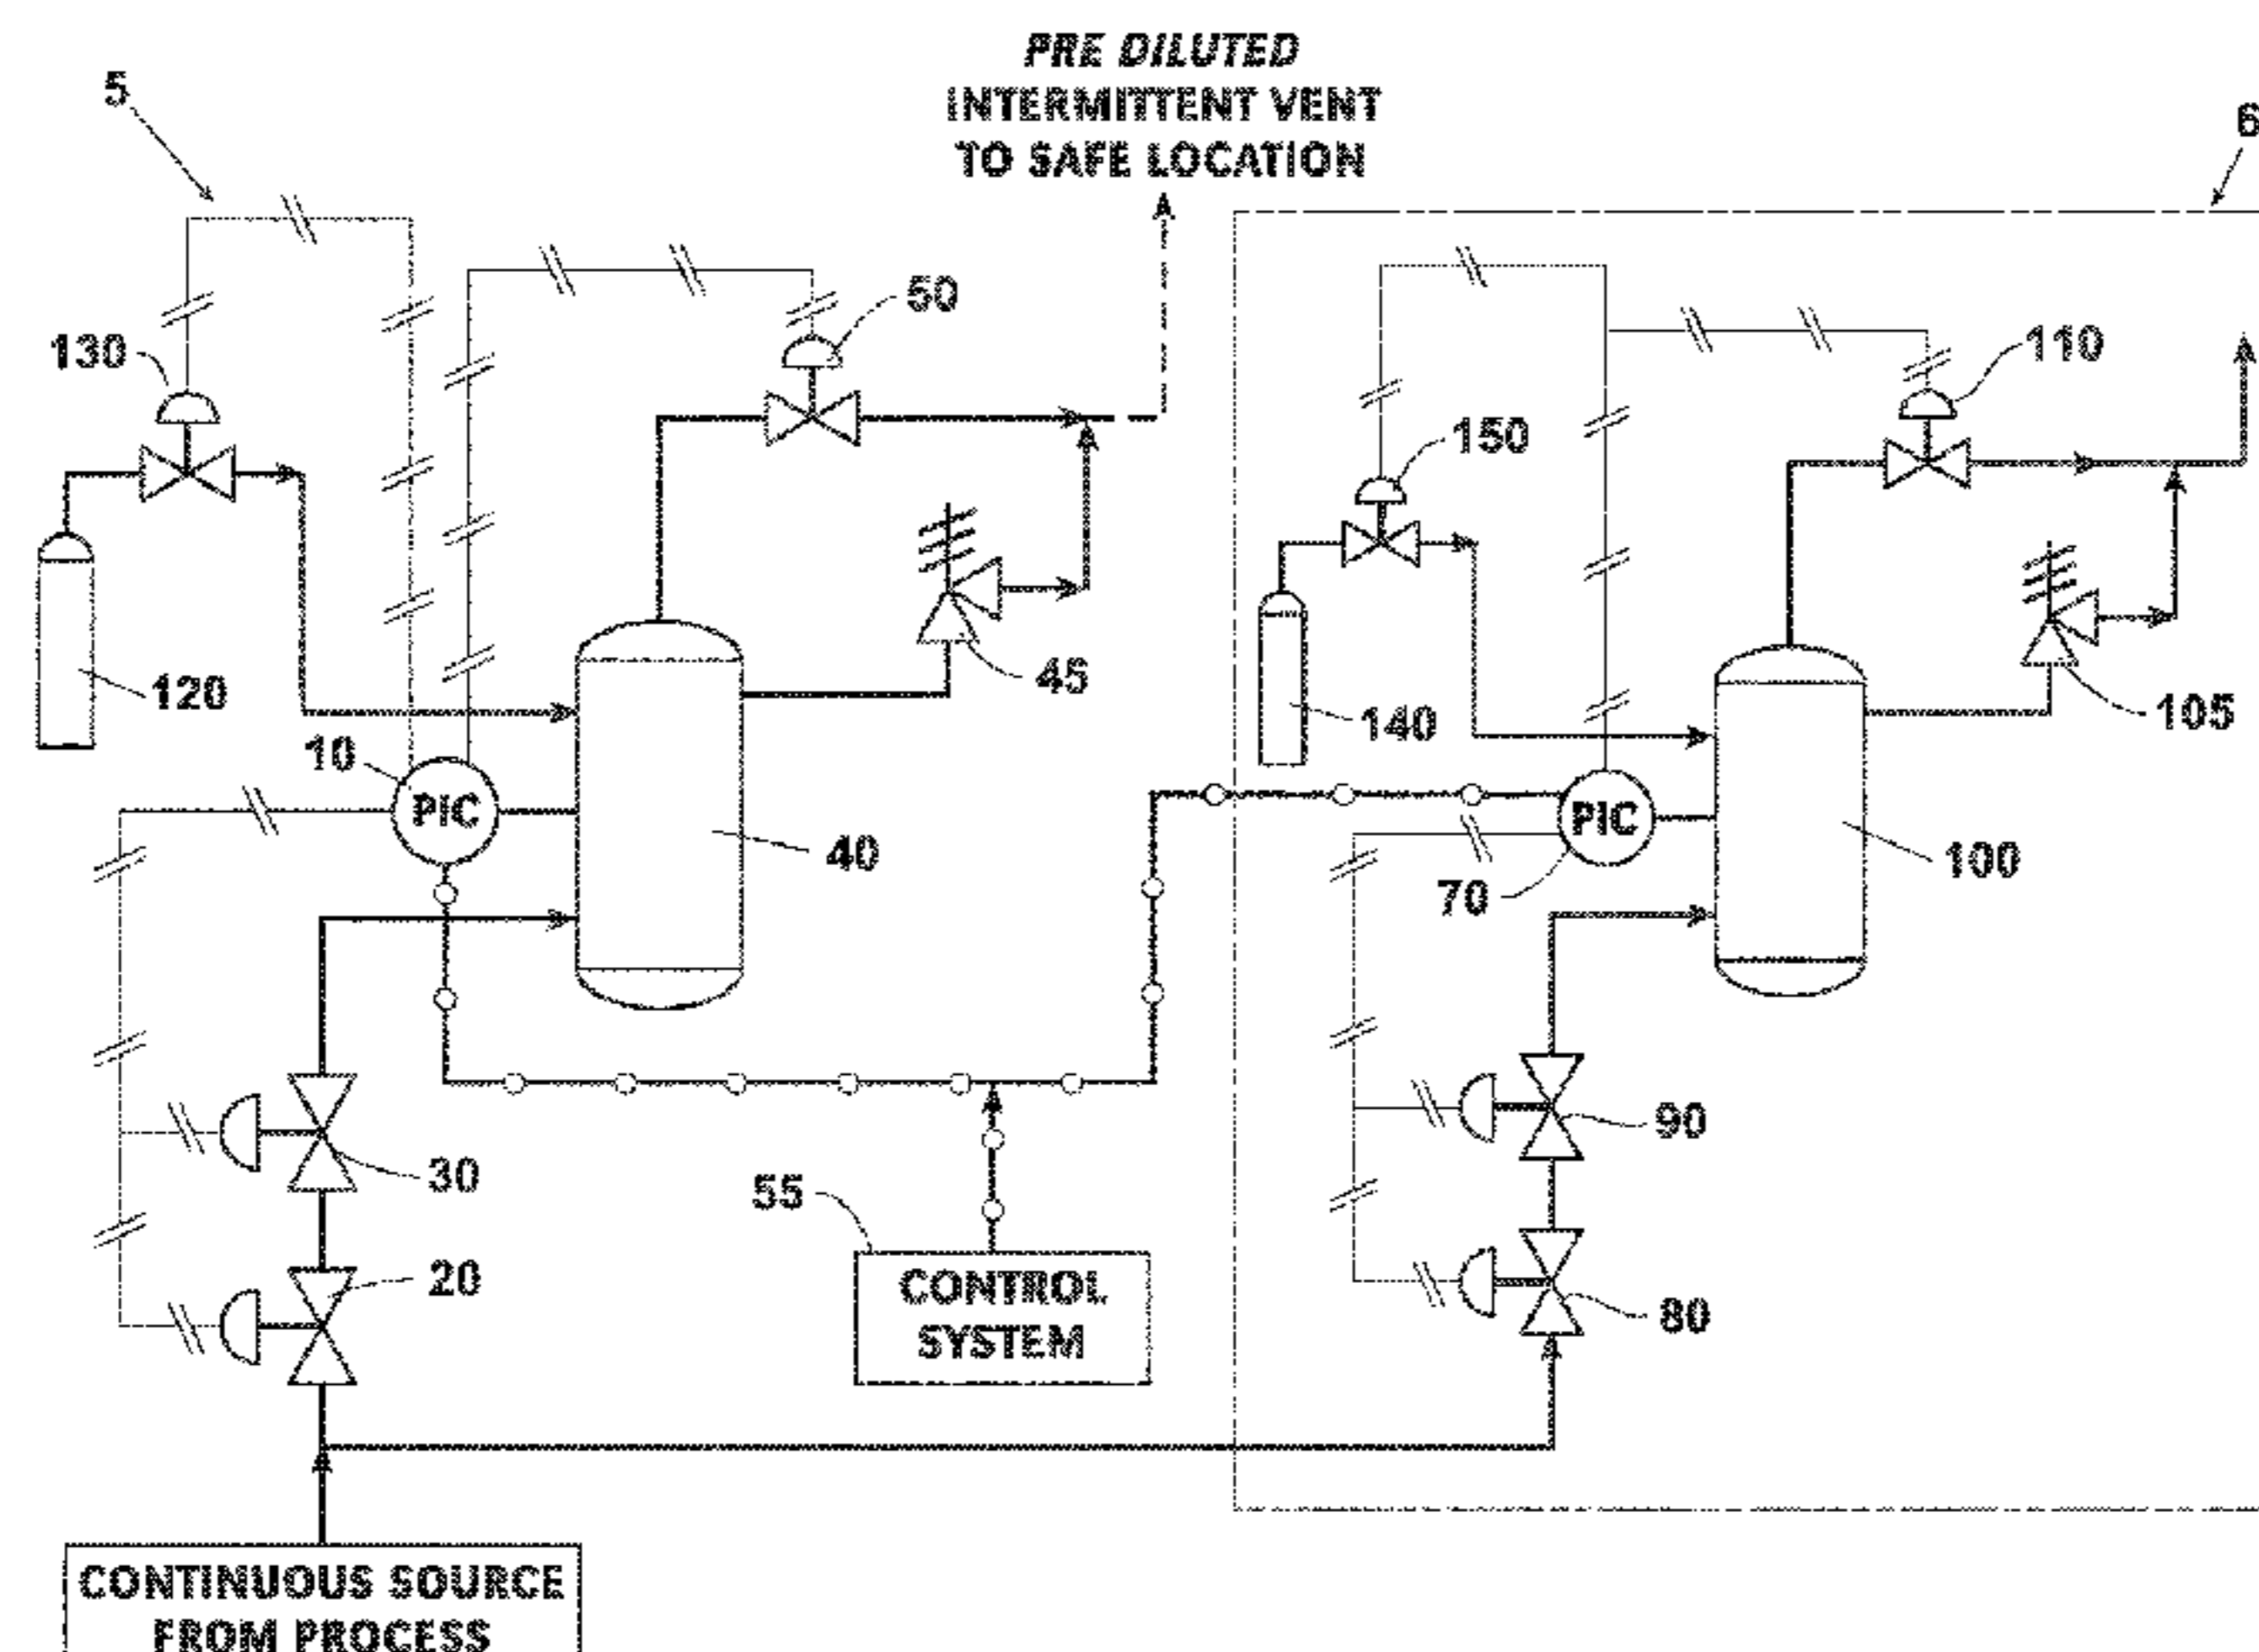 PRE DILUTED
INTERMITTENT VENT
TO SAFE LOCATION
5
6
50
130
110
150
120
45
140
105
10
PIC
PIC
40
100
70
30
90
55
20
CONTROL
SYSTEM
80
CONTINUOUS SOURCE
FROM PROCESS